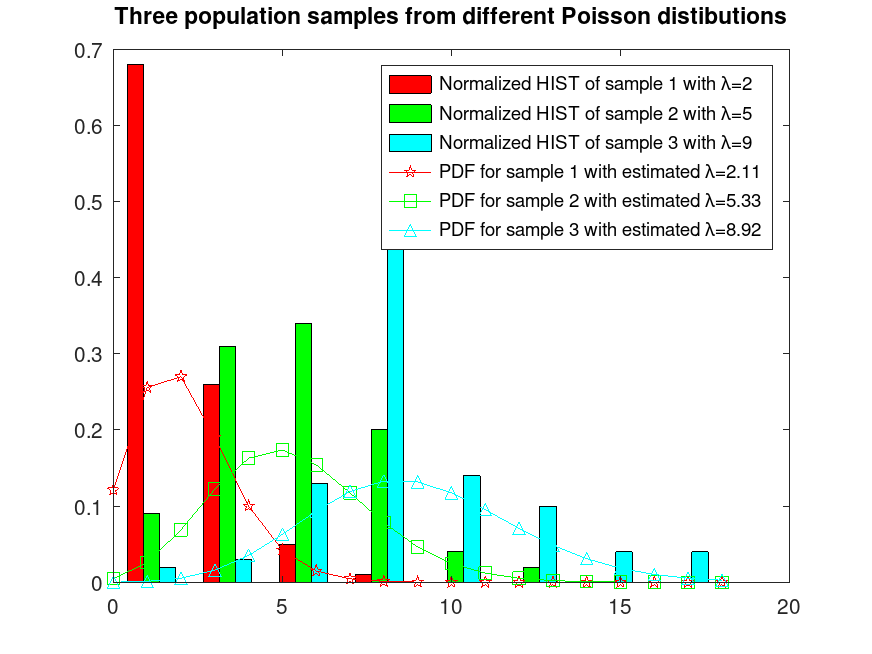 Three population samples from different Poisson distibutions
0.7
0.6
0.5
0.4
0.3
0.2
0.1
0
Normalized HIST of sample 1 with λ=2
Normalized HIST of sample 2 with λ=5
Normalized HIST of sample 3 with λ=9
PDF for sample 1 with estimated λ=2.11
PDF for sample 2 with estimated λ=5.33
PDF for sample 3 with estimated λ=8.92
0 5 10 15 20